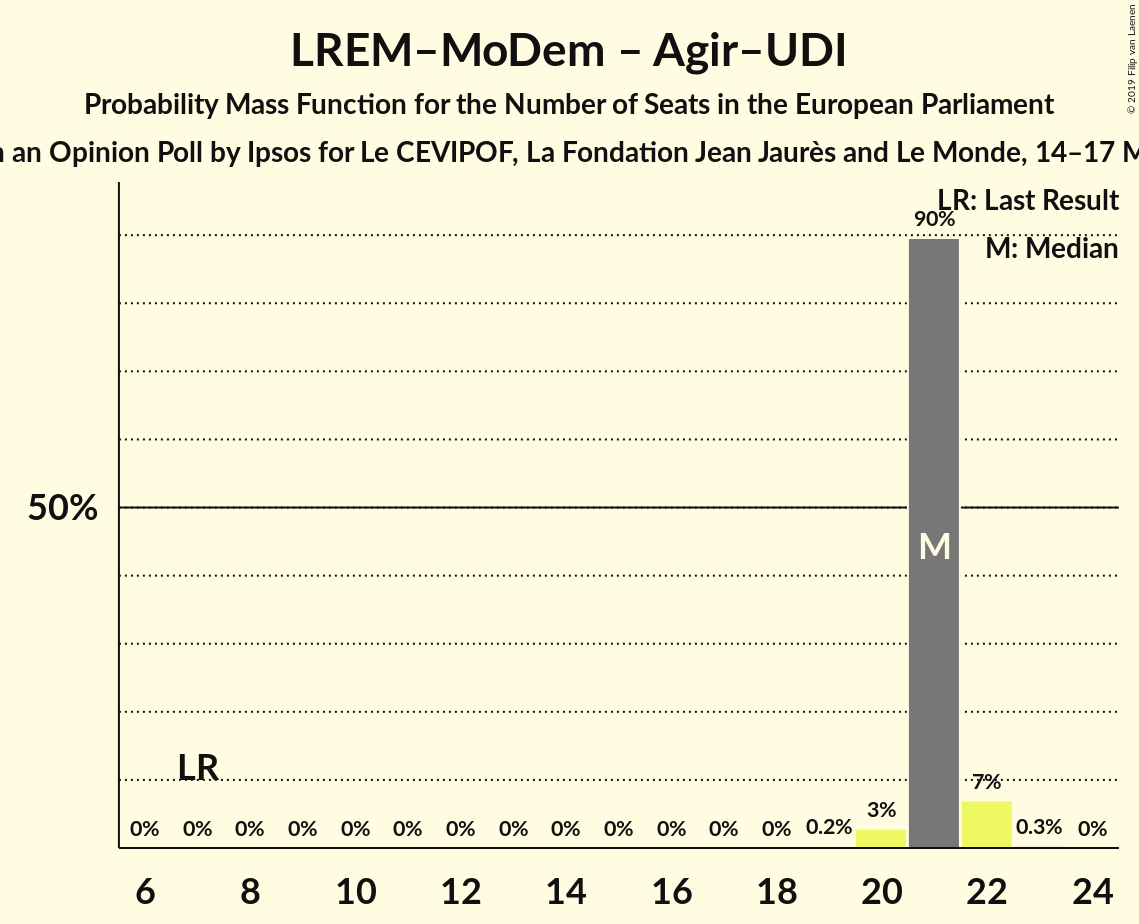 LREM–MoDem – Agir–UDI
Probability Mass Function for the Number of Seats in the European Parliament
an Opinion Poll by Ipsos for Le CEVIPOF, La Fondation Jean Jaurès and Le Monde, 14–17
© 2019 Filip van Laenen
LR: Last Result
M: Median
90%
50%
M
LR
7%
3%
0% 0% 0% 0% 0% 0% 0% 0% 0% 0% 0% 0% 0% 0.2% 0.3% 0%
6 8 10 12 14 16 18 20 22 24